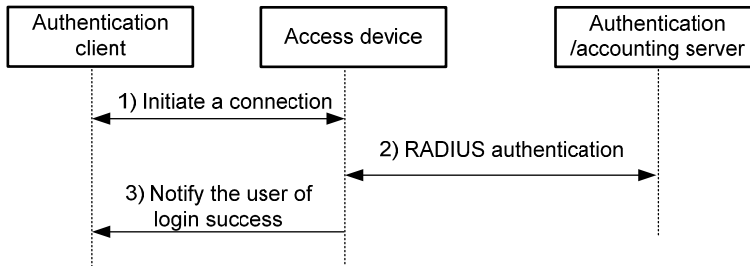 Authentication
client
Access device
Authentication
/accounting server
1) Initiate a connection
2) RADIUS authentication
3) Notify the user of
login success